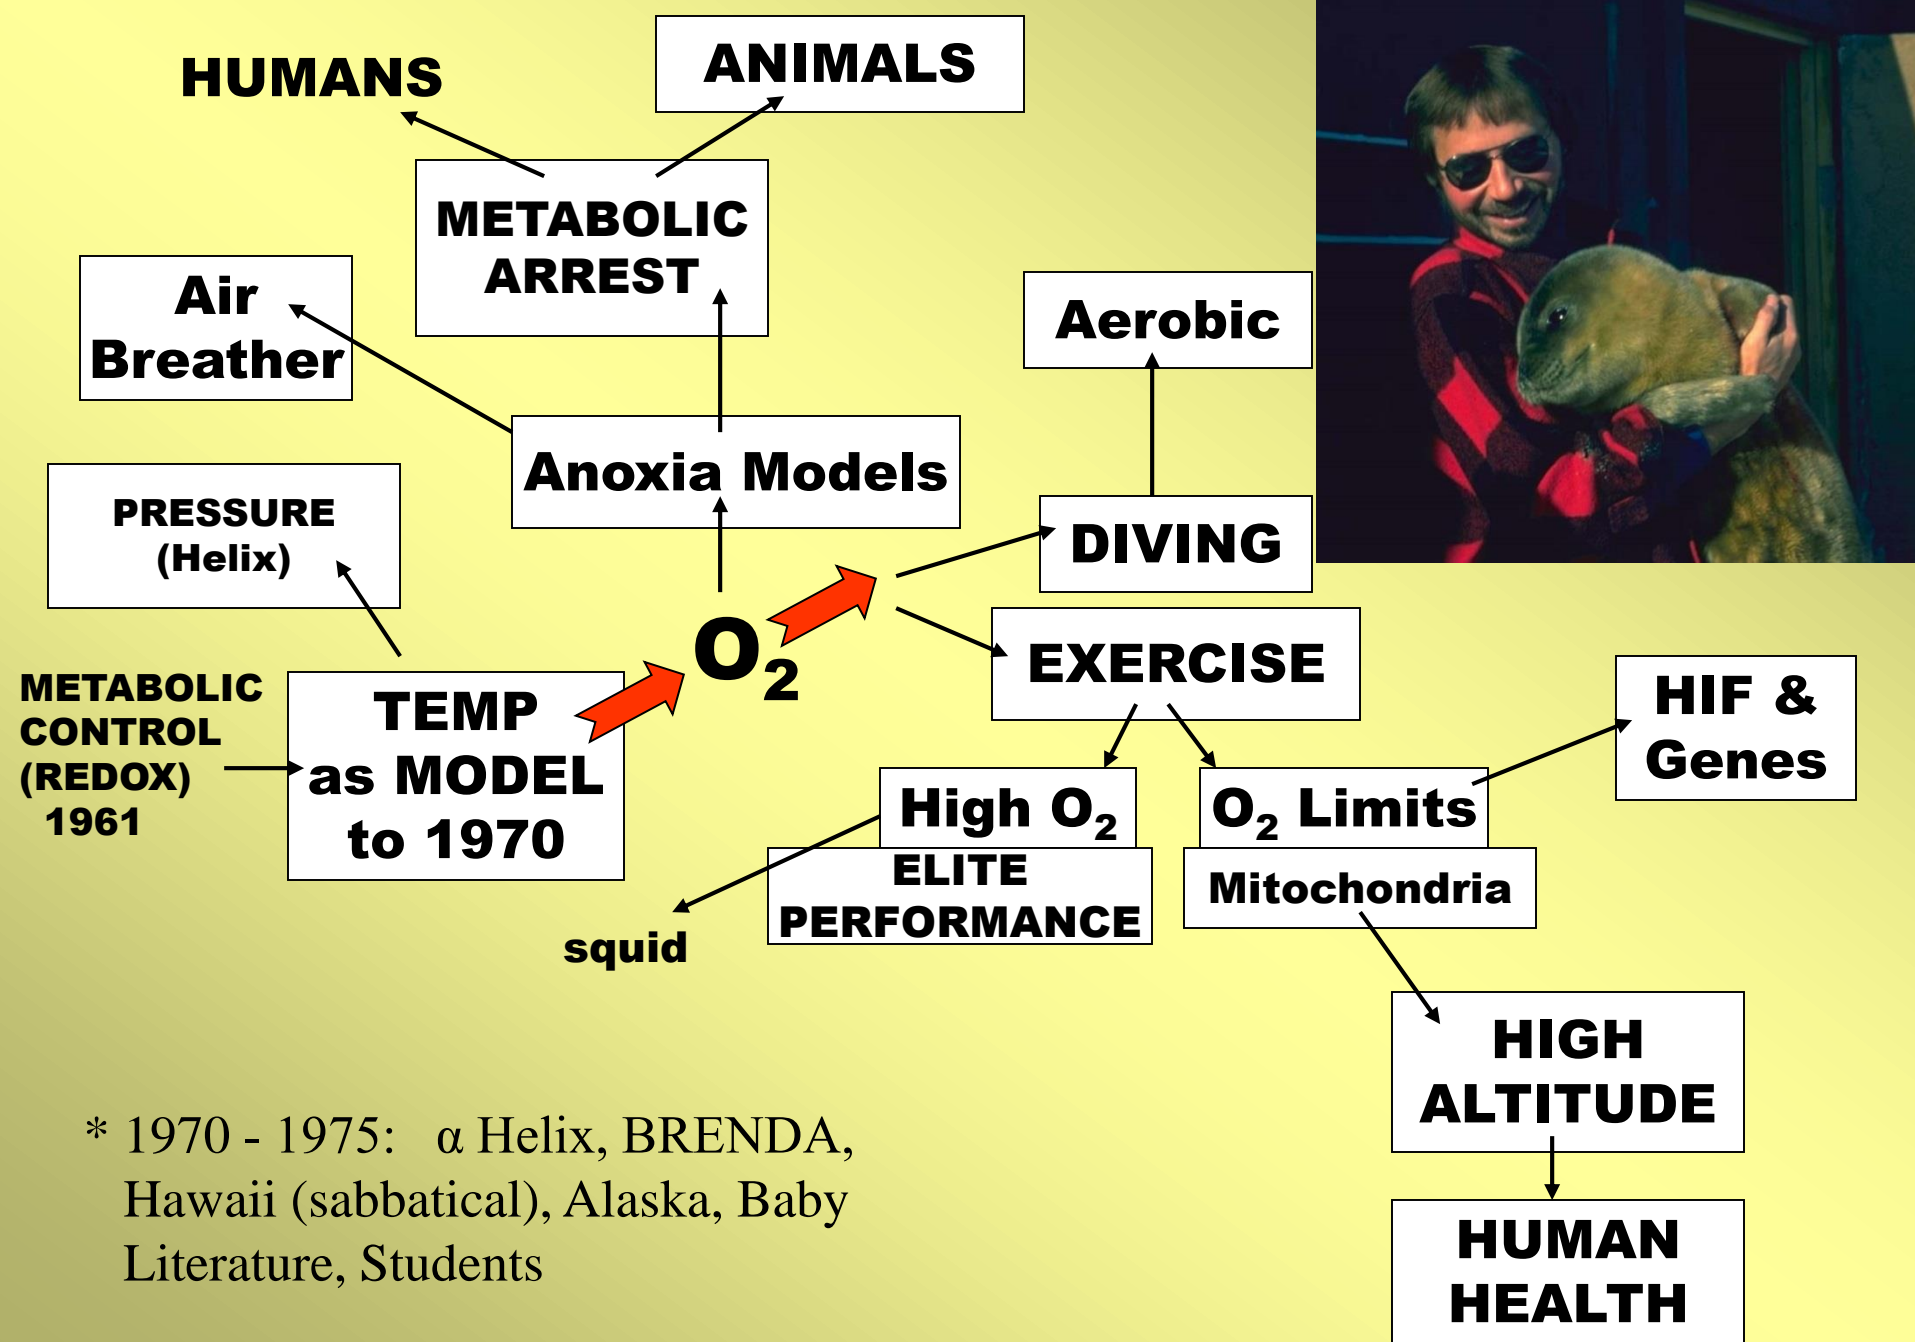 HUMANS
ANIMALS
METABOLIC
ARREST
Air
Breather
Aerobic
Anoxia Models
PRESSURE
(Helix)
DIVING
O₂
EXERCISE
METABOLIC
CONTROL
(REDOX)
1961
TEMP
as MODEL
to 1970
HIF &
Genes
High O₂
ELITE
PERFORMANCE
O₂ Limits
Mitochondria
squid
HIGH
ALTITUDE
HUMAN
HEALTH
* 1970 - 1975: α Helix, BRENDA,
Hawaii (sabbatical), Alaska, Baby
Literature, Students